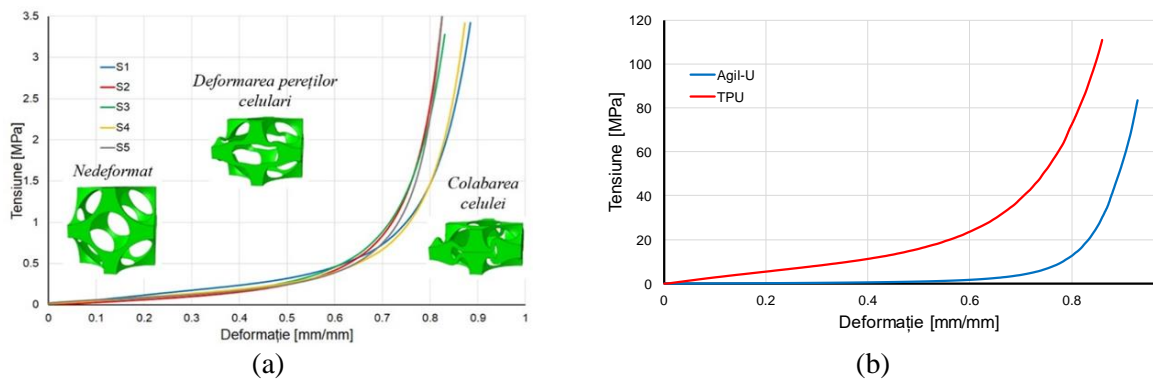 3.5
3
2.5
2
1.5
1
0.5
0
Tensiune [MPa]
S1
S2
S3
S4
S5
Nedeformat
Deformarea pereților
celulari
Colabarea
celulei
0 0.1 0.2 0.3 0.4 0.5 0.6 0.7 0.8 0.9 1
Deformație [mm/mm]
(a)
120
100
80
60
40
20
0
Tensiune [MPa]
Agil-U
TPU
0 0.2 0.4 0.6 0.8
Deformație [mm/mm]
(b)